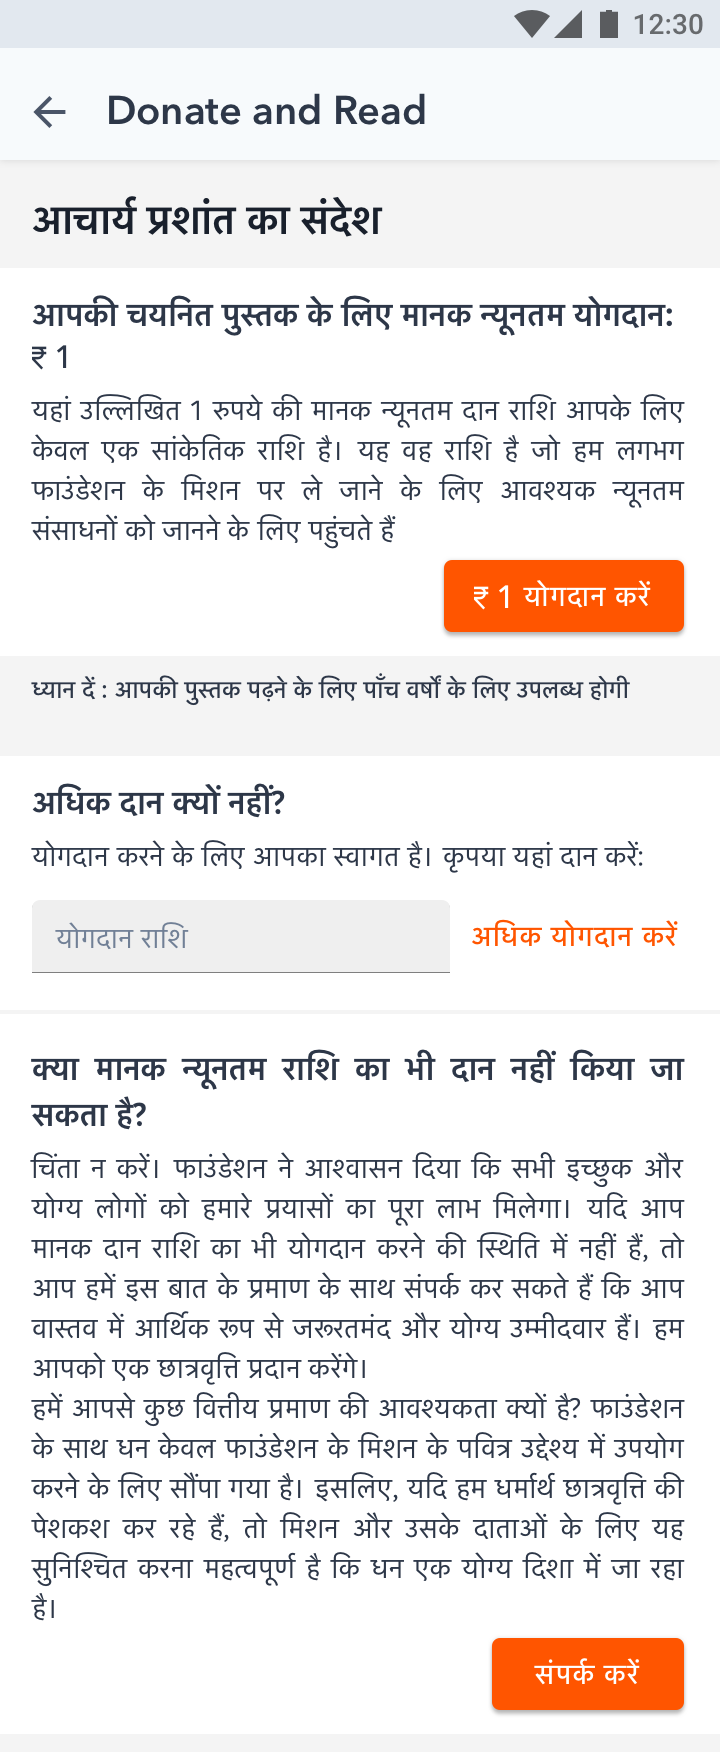 12:30
Donate and Read
आचार्य प्रशांत का संदेश
आपकी चयनित पुस्तक के लिए मानक न्यूनतम योगदान:
₹ 1
यहां उल्लिखित 1 रुपये की मानक न्यूनतम दान राशि आपके लिए
केवल एक सांकेतिक राशि है। यह वह राशि है जो हम लगभग
फाउंडेशन के मिशन पर ले जाने के लिए आवश्यक न्यूनतम
संसाधनों को जानने के लिए पहुंचते हैं
₹ 1 योगदान करें
ध्यान दें : आपकी पुस्तक पढ़ने के लिए पाँच वर्षों के लिए उपलब्ध होगी
अधिक दान क्यों नहीं?
योगदान करने के लिए आपका स्वागत है। कृपया यहां दान करें:
योगदान राशि
अधिक योगदान करें
क्या मानक न्यूनतम राशि का भी दान नहीं किया जा
सकता है?
चिंता न करें। फाउंडेशन ने आश्वासन दिया कि सभी इच्छुक और
योग्य लोगों को हमारे प्रयासों का पूरा लाभ मिलेगा। यदि आप
मानक दान राशि का भी योगदान करने की स्थिति में नहीं हैं, तो
आप हमें इस बात के प्रमाण के साथ संपर्क कर सकते हैं कि आप
वास्तव में आर्थिक रूप से जरूरतमंद और योग्य उम्मीदवार हैं। हम
आपको एक छात्रवृत्ति प्रदान करेंगे।
हमें आपसे कुछ वित्तीय प्रमाण की आवश्यकता क्यों है? फाउंडेशन
के साथ धन केवल फाउंडेशन के मिशन के पवित्र उद्देश्य में उपयोग
करने के लिए सौंपा गया है। इसलिए, यदि हम धर्मार्थ छात्रवृत्ति की
पेशकश कर रहे हैं, तो मिशन और उसके दाताओं के लिए यह
सुनिश्चित करना महत्वपूर्ण है कि धन एक योग्य दिशा में जा रहा
है।
संपर्क करें